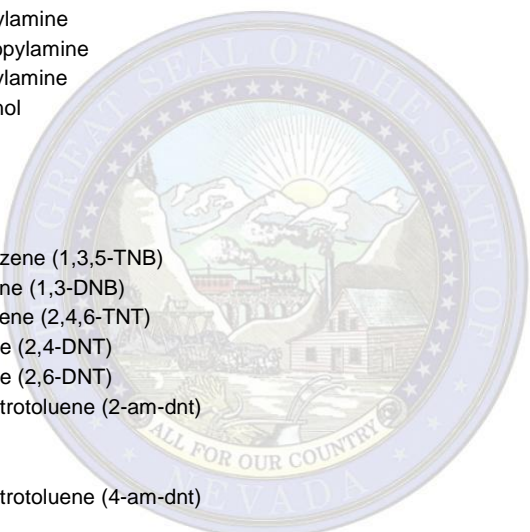 ylamine
opylamine
ylamine
nol
GREAT SEAL OF THE STATE OF
zene (1,3,5-TNB)
ne (1,3-DNB)
ene (2,4,6-TNT)
e (2,4-DNT)
e (2,6-DNT)
trotoluene (2-am-dnt)
ALL FOR OUR COUNTRY
NEVADA
trotoluene (4-am-dnt)